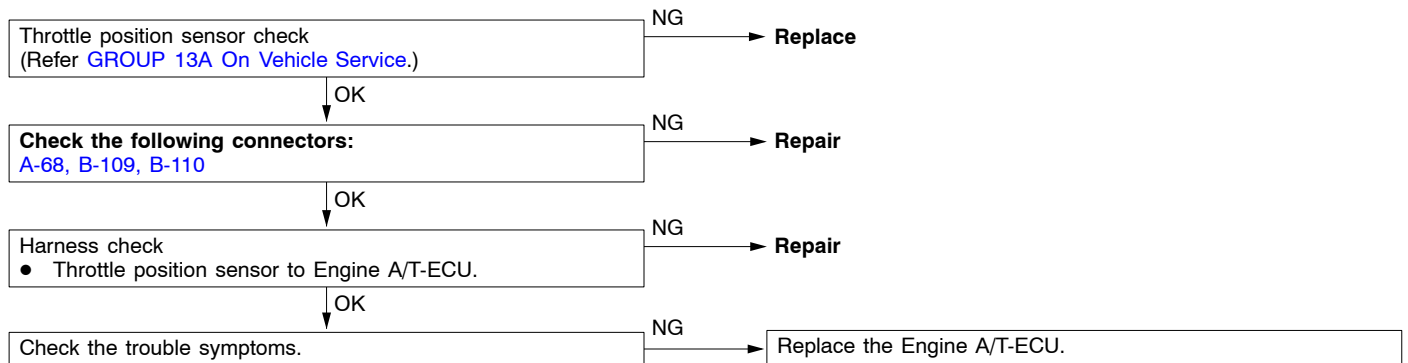 Throttle position sensor check
(Refer GROUP 13A On Vehicle Service.)
NG
Replace
OK
Check the following connectors:
A-68, B-109, B-110
NG
Repair
OK
Harness check
● Throttle position sensor to Engine A/T-ECU.
NG
Repair
OK
Check the trouble symptoms.
NG
Replace the Engine A/T-ECU.